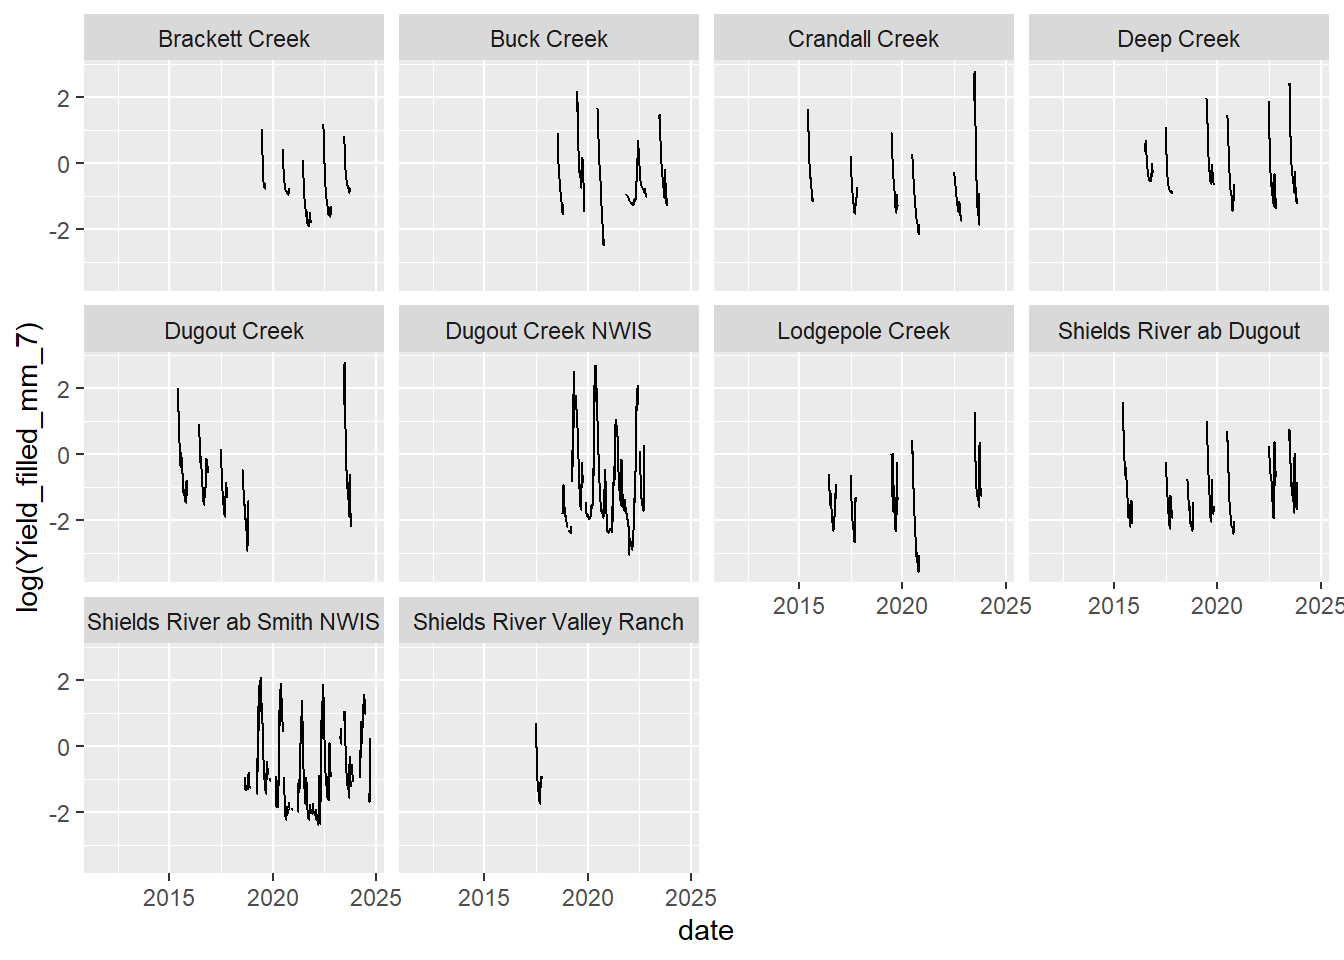 Brackett Creek
Buck Creek
Crandall Creek
Deep Creek
2
0
-2
Dugout Creek
Dugout Creek NWIS
Lodgepole Creek
Shields River ab Dugout
2
0
-2
2015 2020 2025
2015 2020 2025
Shields River ab Smith NWIS
Shields River Valley Ranch
2
0
-2
2015 2020 2025
2015 2020 2025
date
log(Yield_filled_mm_7)